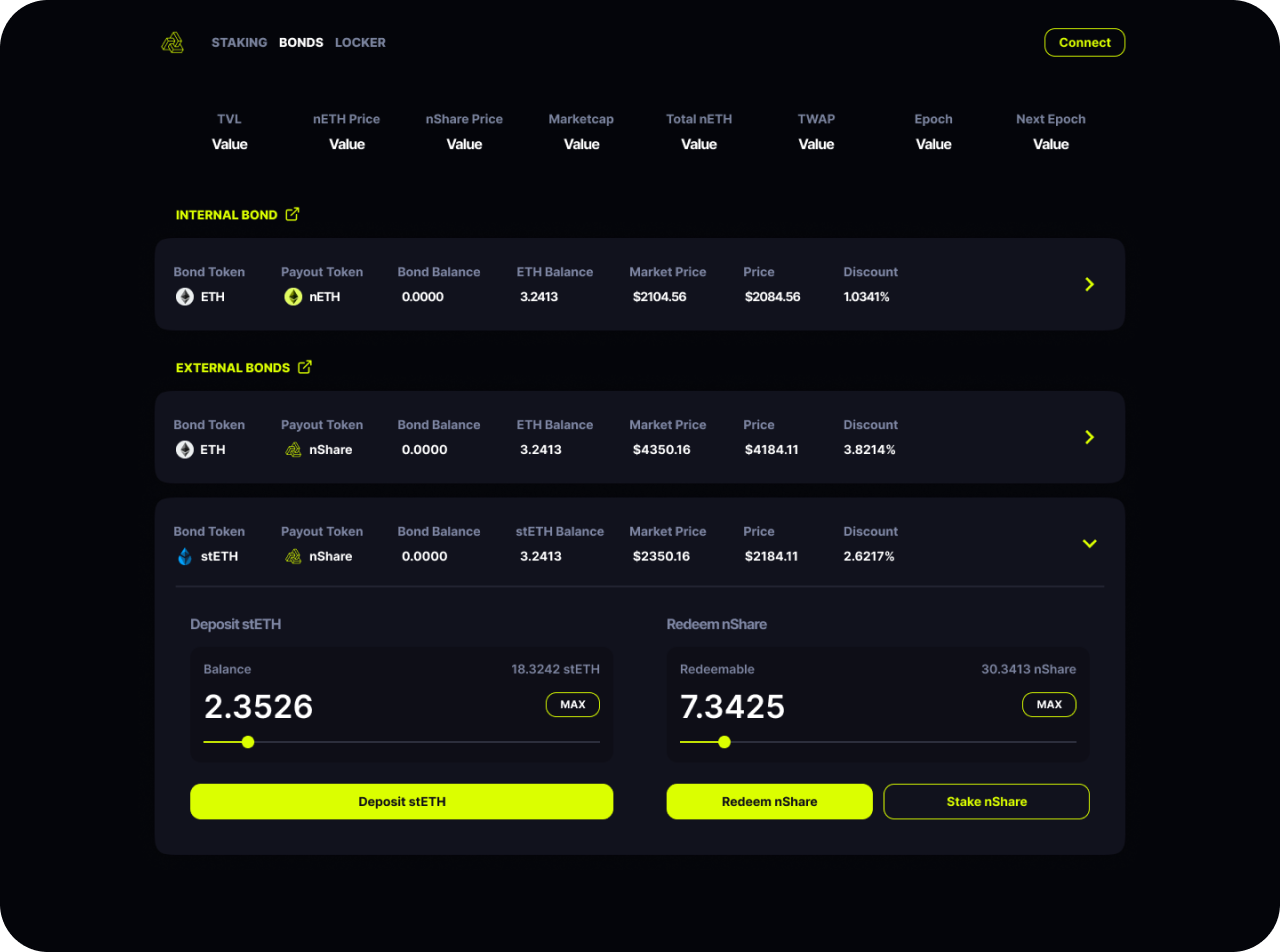 STAKING BONDS LOCKER Connect
TVL nETH Price nShare Price Marketcap Total nETH TWAP Epoch Next Epoch
Value Value Value Value Value Value Value Value
INTERNAL BOND
Bond Token Payout Token Bond Balance ETH Balance Market Price Price Discount
ETH nETH 0.0000 3.2413 $2104.56 $2084.56 1.0341%
EXTERNAL BONDS
Bond Token Payout Token Bond Balance ETH Balance Market Price Price Discount
ETH nShare 0.0000 3.2413 $4350.16 $4184.11 3.8214%
Bond Token Payout Token Bond Balance stETH Balance Market Price Price Discount
stETH nShare 0.0000 3.2413 $2350.16 $2184.11 2.6217%
Deposit stETH Redeem nShare
Balance 18.3242 stETH Redeemable 30.3413 nShare
2.3526 MAX 7.3425 MAX
Deposit stETH Redeem nShare Stake nShare